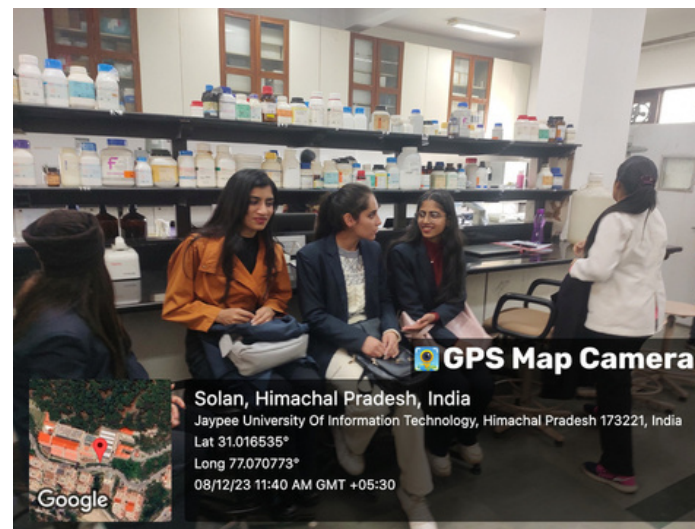 GPS Map Camera
Solan, Himachal Pradesh, India
Jaypee University Of Information Technology, Himachal Pradesh 173221, India
Lat 31.016535°
Long 77.070773°
08/12/23 11:40 AM GMT +05:30
Google